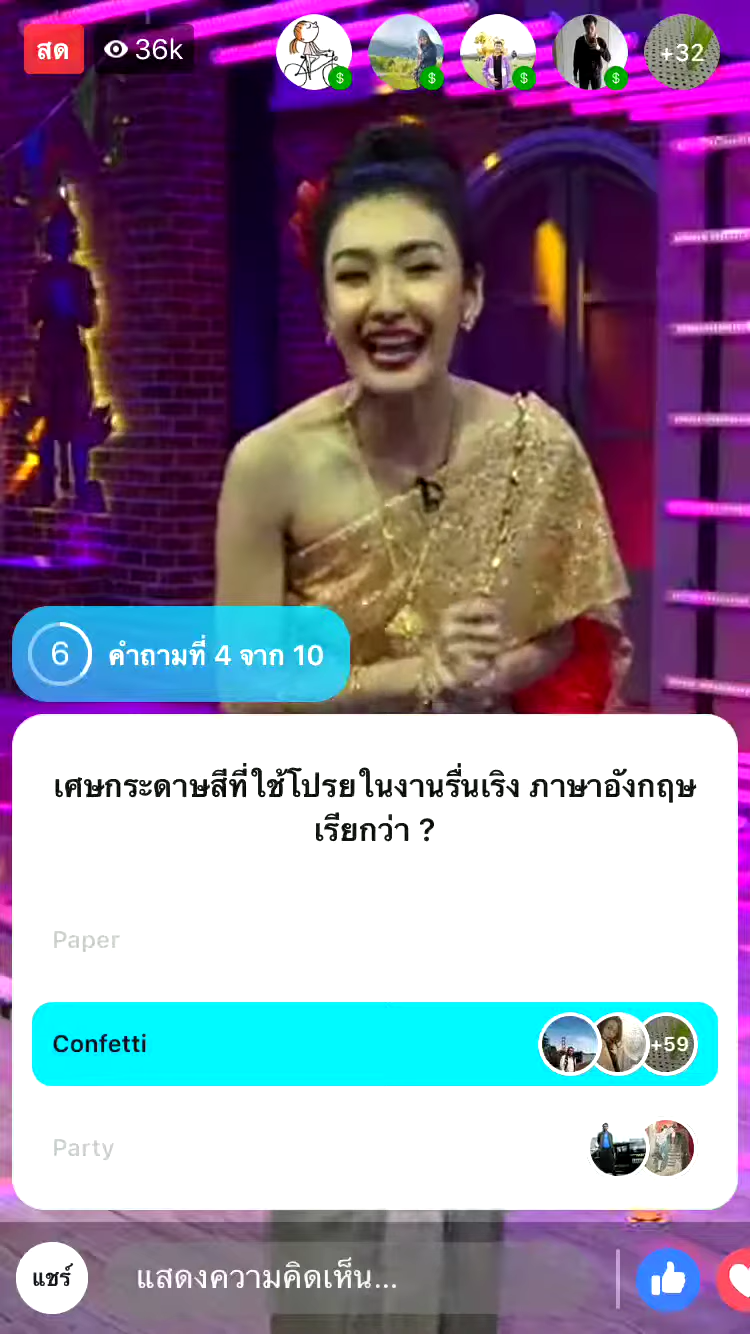 สด
36k
+32
6
คำถามที่ 4 จาก 10
เศษกระดาษสีที่ใช้โปรยในงานรื่นเริง ภาษาอังกฤษ
เรียกว่า ?
Paper
Confetti
+59
Party
แชร์
แสดงความคิดเห็น...